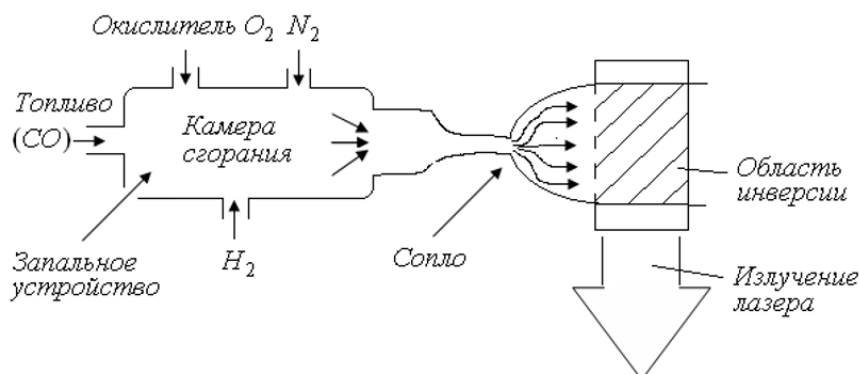 Окислитель O2 N2
Топливо
(CO)
Камера
сгорания
Область
инверсии
Запальное
устройство
H2
Сопло
Излучение
лазера